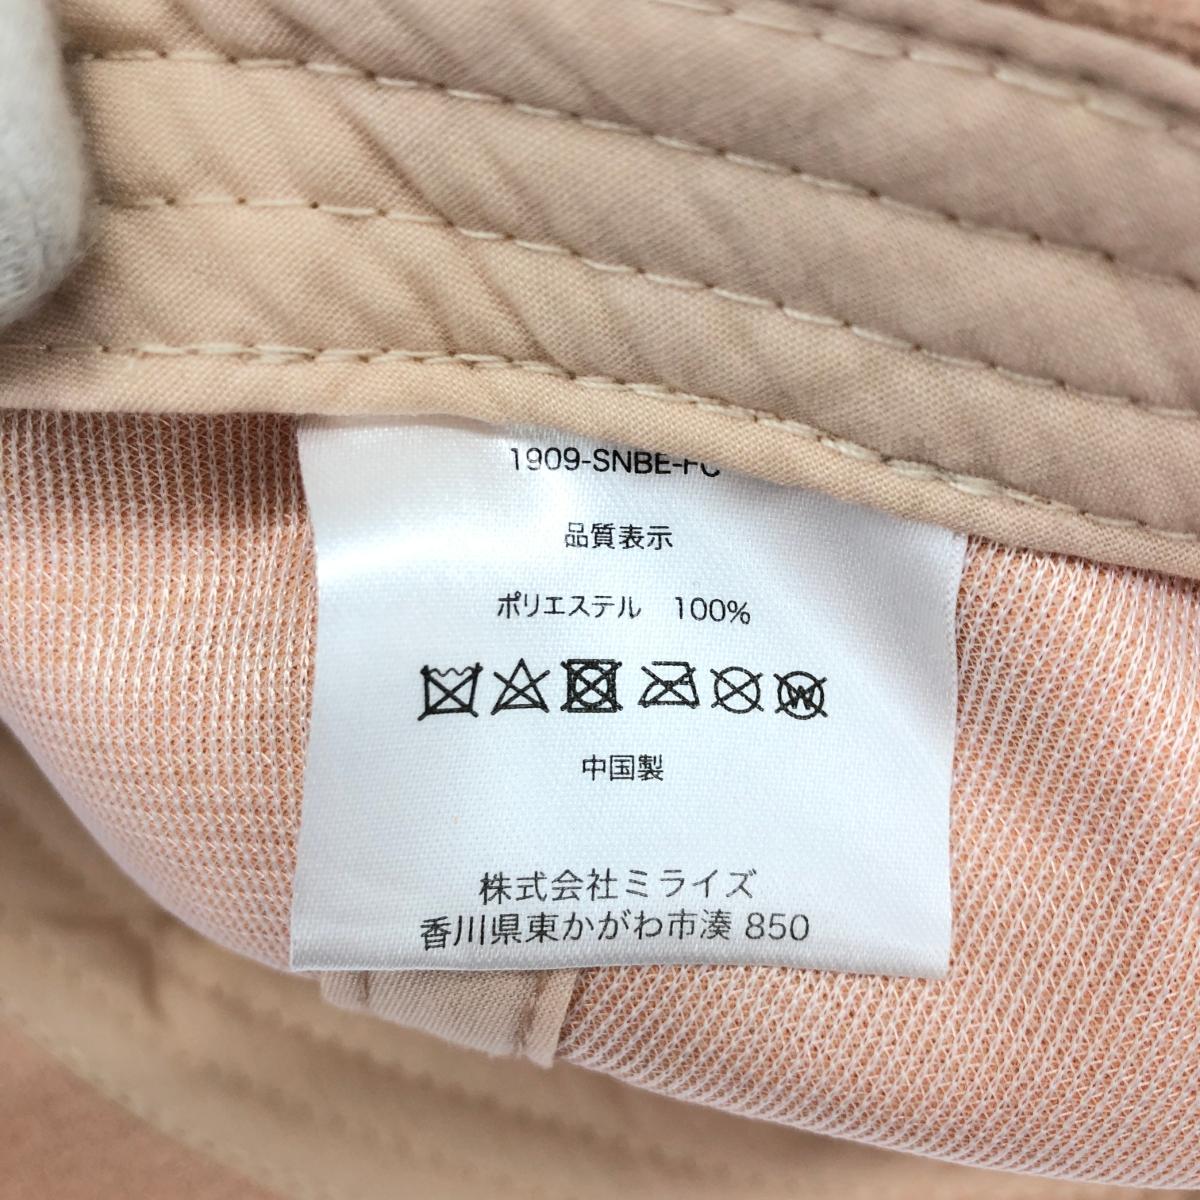 1909-SNBE-FC
品質表示
ポリエステル 100%
W
中国製
株式会社ミライズ
香川県東かがわ市湊 850